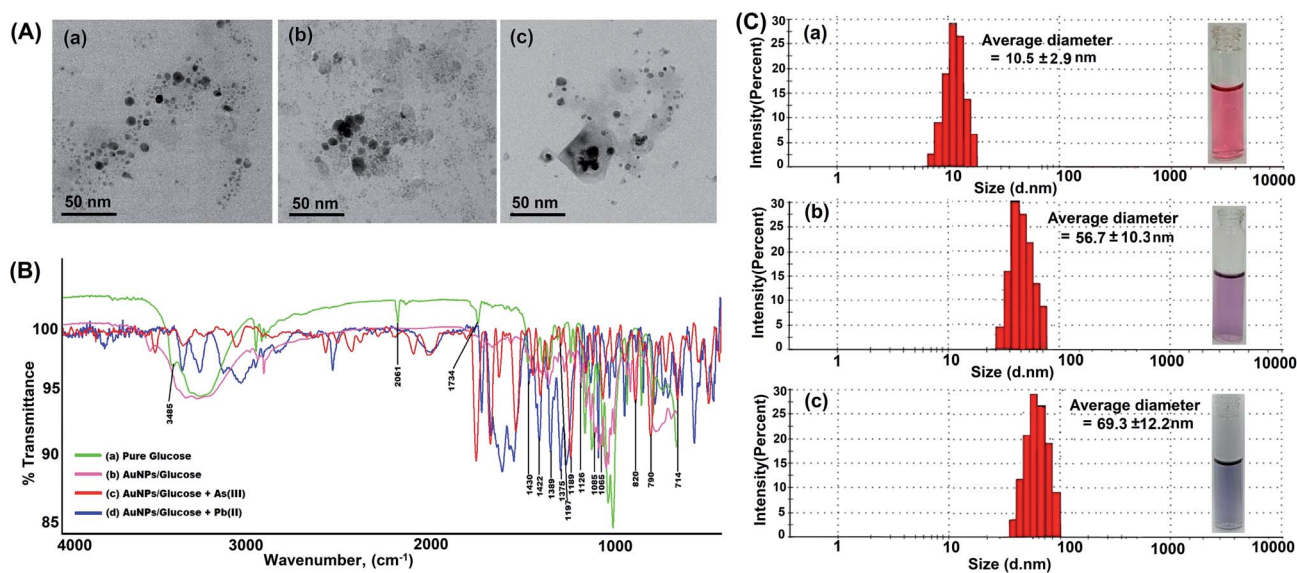 (A)
(a)
50 nm
(b)
50 nm
(c)
50 nm
(B)
% Transmittance
100
95
90
85
3485
2061
1734
1430
1422
1389
1375
1197
1189
1126
1085
1065
820
790
714
(a) Pure Glucose
(b) AuNPs/Glucose
(c) AuNPs/Glucose + As(III)
(d) AuNPs/Glucose + Pb(II)
4000
3000
2000
1000
Wavenumber, (cm-1)
(C)
(a)
Intensity(Percent)
30
25
20
15
10
5
0
Average diameter
= 10.5 ±2.9 nm
1
10
100
1000
10000
Size (d.nm)
(b)
Intensity(Percent)
30
25
20
15
10
5
0
Average diameter
= 56.7 ± 10.3 nm
1
10
100
1000
10000
Size (d.nm)
(c)
Intensity(Percent)
30
25
20
15
10
5
0
Average diameter
= 69.3 ±12.2nm
1
10
100
1000
10000
Size (d.nm)